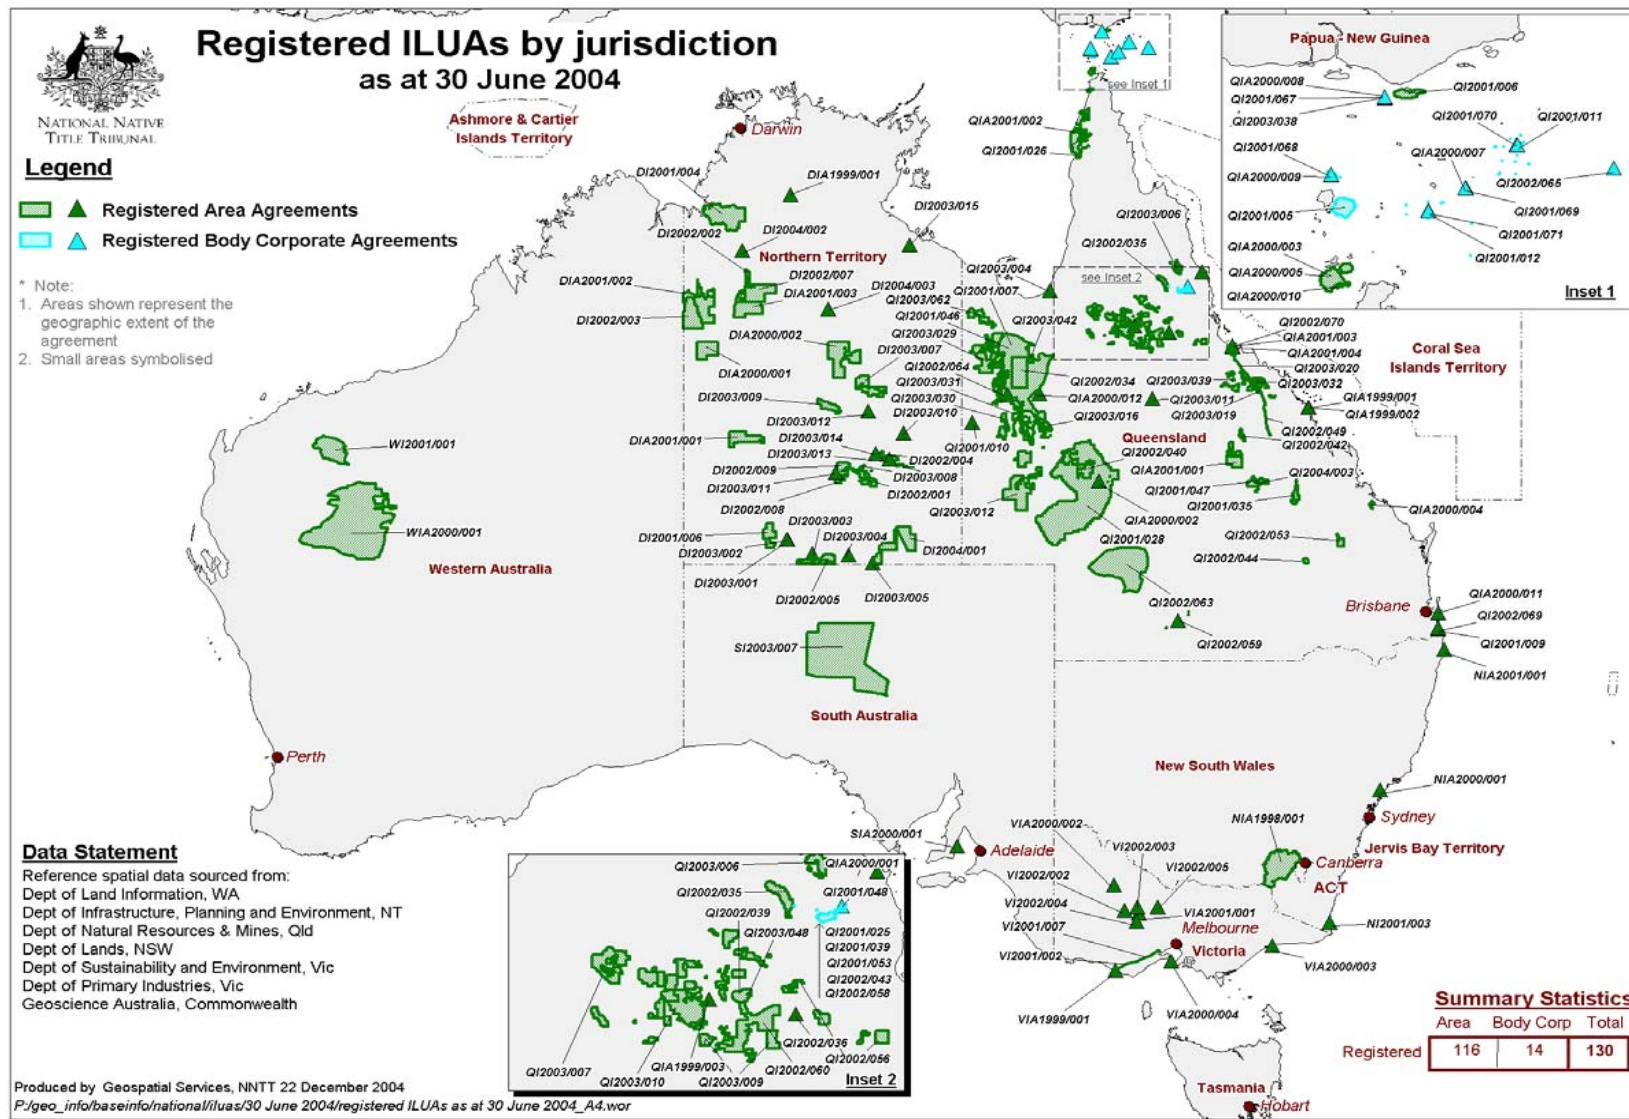 Registered ILUAs by jurisdiction
as at 30 June 2004
NATIONAL NATIVE
TITLE TRIBUNAL
Legend
Registered Area Agreements
Registered Body Corporate Agreements
* Note:
1. Areas shown represent the
geographic extent of the
agreement
2. Small areas symbolised
Ashmore & Cartier
Islands Territory
Darwin
DI2001/004
DIA1999/001
DI2003/015
DI2002/002
DI2004/002
Northern Territory
DIA2001/002
DI2002/007
DIA2001/003
DI2004/003
DI2002/003
DIA2000/002
DI2003/007
DIA2000/001
DI2003/009
DI2003/010
DI2003/012
DIA2001/001
DI2003/014
DI2003/013
DI2002/004
DI2002/009
DI2003/008
DI2003/011
DI2002/001
DI2002/008
DI2003/003
DI2001/006
DI2003/004
DI2003/002
DI2004/001
DI2003/001
DI2002/005
DI2003/005
WI2001/001
WIA2000/001
Western Australia
Perth
SI2003/007
South Australia
SIA2000/001
Adelaide
see Inset 1
QIA2001/002
QI2001/026
QI2003/006
QI2002/035
see Inset 2
QI2003/004
QI2001/007
QI2003/062
QI2001/046
QI2003/042
QI2003/029
QI2002/064
QI2003/031
QI2002/034
QI2003/030
QIA2000/012
QI2003/016
QI2001/010
QI2003/039
QI2003/011
QI2003/019
QI2002/070
QIA2001/003
QIA2001/004
QI2003/020
QI2003/032
QIA1999/001
QIA1999/002
Coral Sea
Islands Territory
QI2002/049
QI2002/042
Queensland
QI2002/040
QIA2001/001
QI2004/003
QI2001/047
QI2001/035
QIA2000/004
QI2003/012
QIA2000/002
QI2001/028
QI2002/053
QI2002/044
QI2002/063
QI2002/059
Brisbane
QIA2000/011
QI2002/069
QI2001/009
NIA2001/001
New South Wales
NIA2000/001
NIA1998/001
Sydney
Jervis Bay Territory
Canberra
ACT
NI2001/003
VIA2000/002
VI2002/003
VI2002/005
VI2002/002
VI2002/004
VIA2001/001
Melbourne
VI2001/007
Victoria
VI2001/002
VIA2000/003
VIA1999/001
VIA2000/004
Tasmania
Hobart
Papua - New Guinea
QIA2000/008
QI2001/067
QI2003/038
QI2001/006
QI2001/070
QI2001/011
QI2001/068
QIA2000/007
QIA2000/009
QI2002/065
QI2001/005
QI2001/069
QI2001/071
QIA2000/003
QI2001/012
QIA2000/005
QIA2000/010
Inset 1
QI2003/006
QIA2000/001
QI2002/035
QI2001/048
QI2002/039
QI2003/048
QI2001/025
QI2001/039
QI2001/053
QI2002/043
QI2002/058
QI2002/036
QI2002/056
QI2003/007
QIA1999/003
QI2002/060
QI2003/010
QI2003/009
Inset 2
Data Statement
Reference spatial data sourced from:
Dept of Land Information, WA
Dept of Infrastructure, Planning and Environment, NT
Dept of Natural Resources & Mines, Qld
Dept of Lands, NSW
Dept of Sustainability and Environment, Vic
Dept of Primary Industries, Vic
Geoscience Australia, Commonwealth
Summary Statistics
Area Body Corp Total
Registered 116 14 130
Produced by Geospatial Services, NNTT 22 December 2004
P:/geo_info/baseinfo/national/iluas/30 June 2004/registered ILUAs as at 30 June 2004_A4.wor